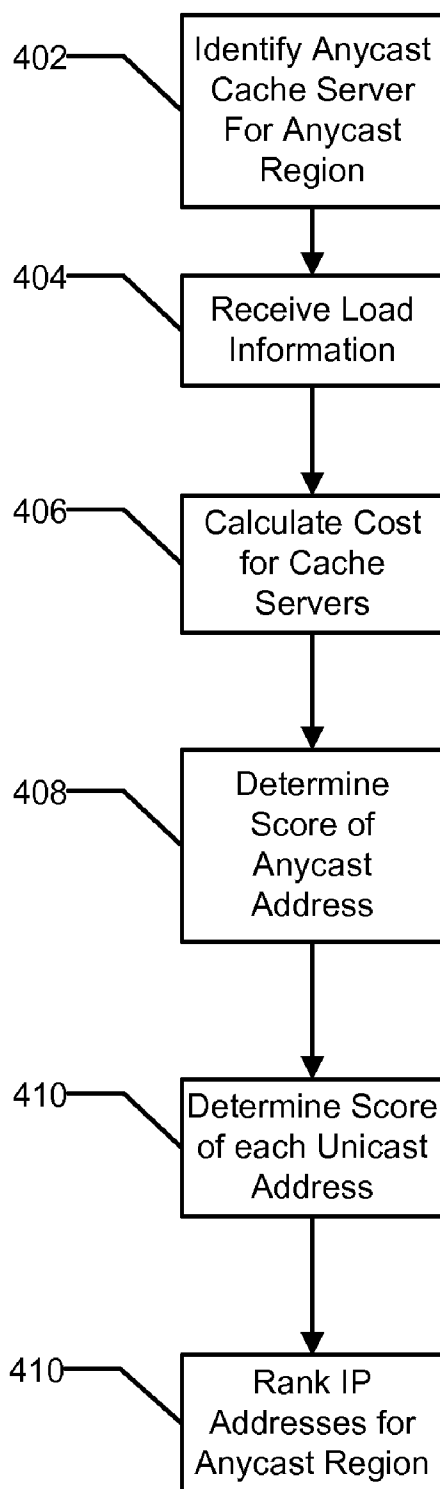 402
Identify Anycast
Cache Server
For Anycast
Region
404
Receive Load
Information
406
Calculate Cost
for Cache
Servers
408
Determine
Score of
Anycast
Address
410
Determine Score
of each Unicast
Address
410
Rank IP
Addresses for
Anycast Region